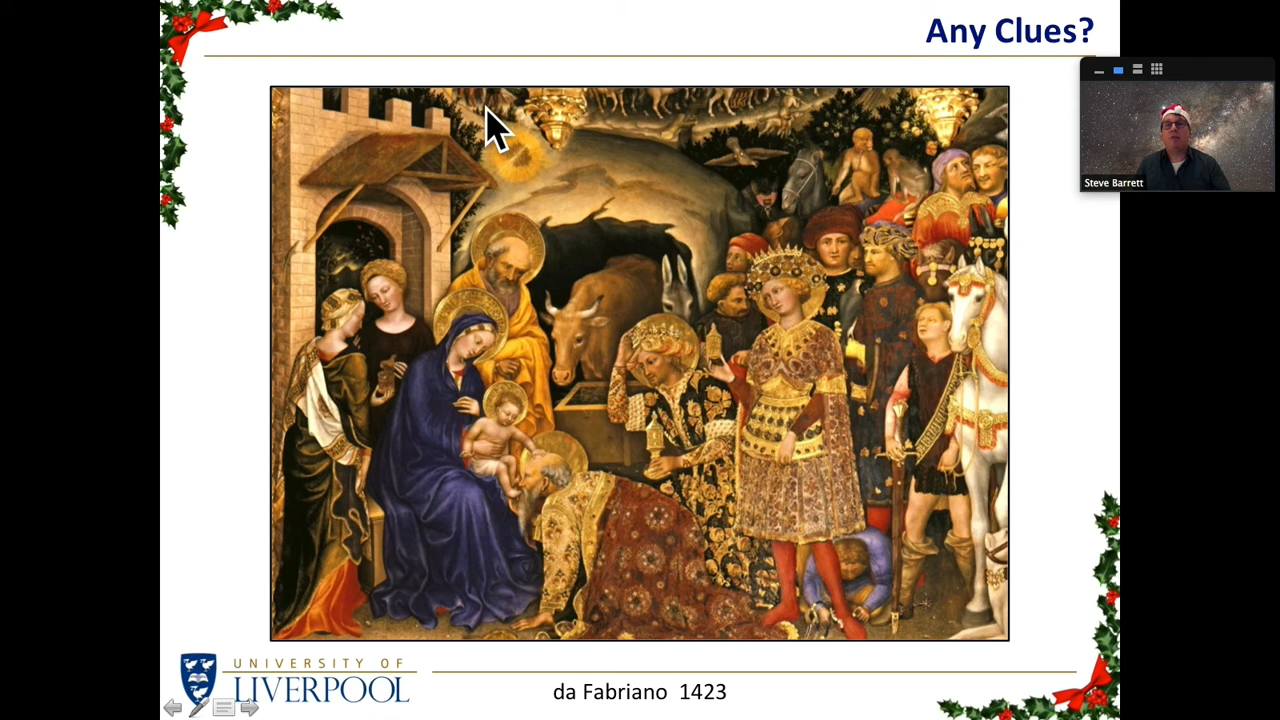 Any Clues?
Steve Barrett
UNIVERSITY OF
LIVERPOOL
da Fabriano 1423